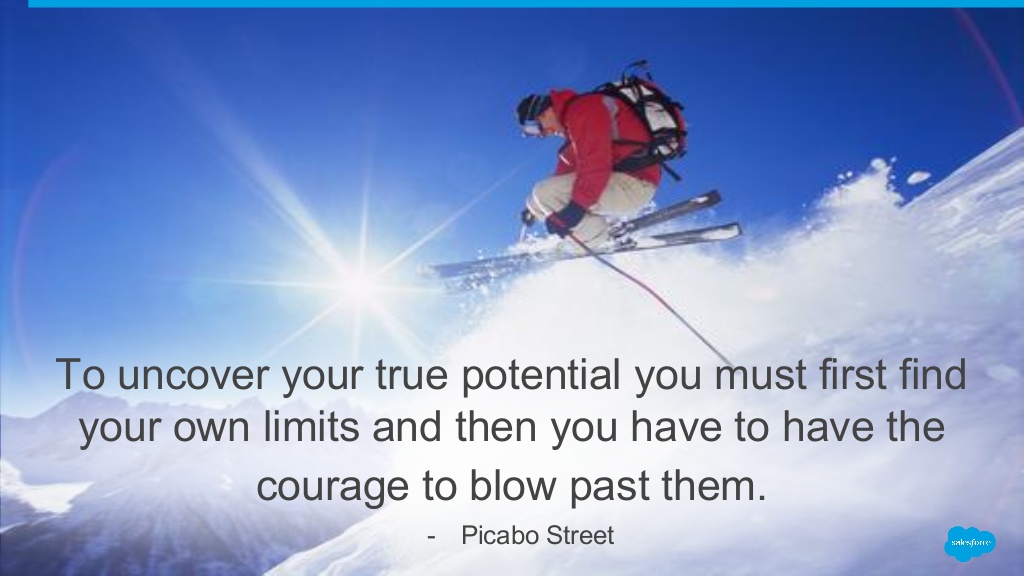 To uncover your true potential you must first find
your own limits and then you have to have the
courage to blow past them.
- Picabo Street
salesforce